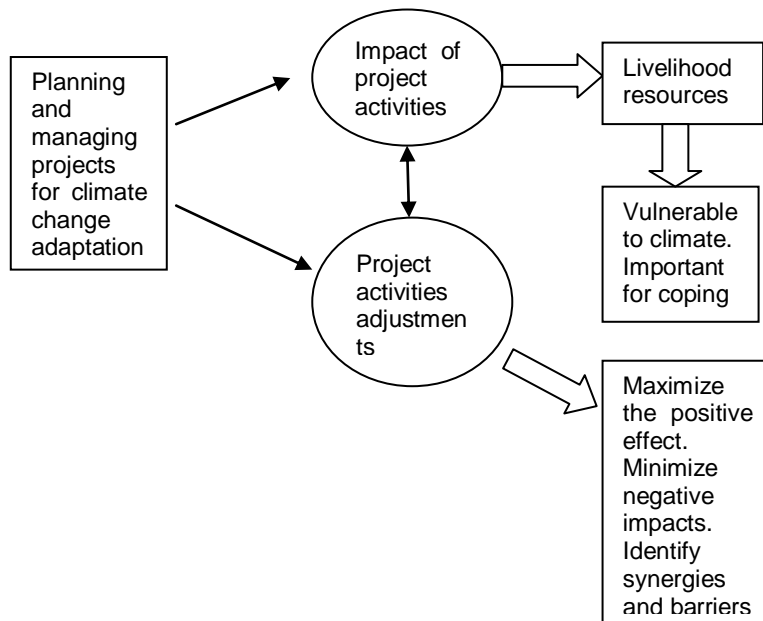 Planning
and
managing
projects
for climate
change
adaptation
Impact of
project
activities
Livelihood
resources
Vulnerable
to climate.
Important
for coping
Project
activities
adjustmen
ts
Maximize
the positive
effect.
Minimize
negative
impacts.
Identify
synergies
and barriers